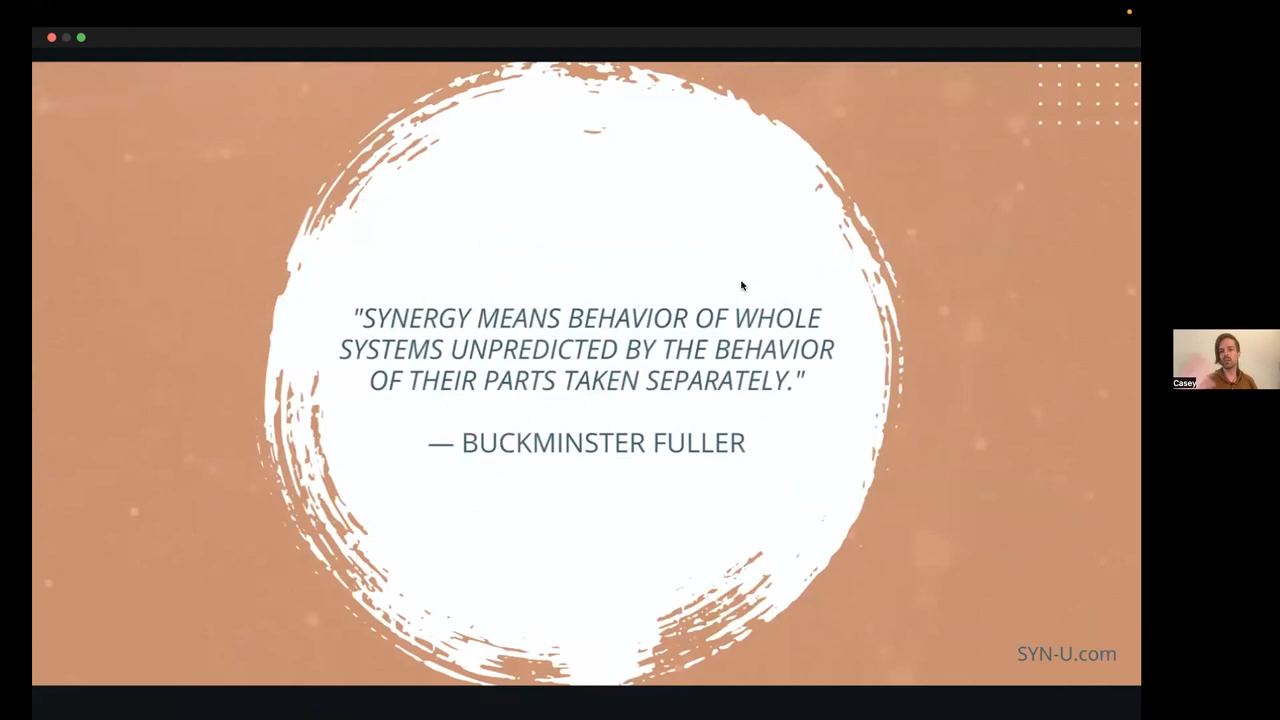 "SYNERGY MEANS BEHAVIOR OF WHOLE
SYSTEMS UNPREDICTED BY THE BEHAVIOR
OF THEIR PARTS TAKEN SEPARATELY."
— BUCKMINSTER FULLER
Casey
SYN-U.com